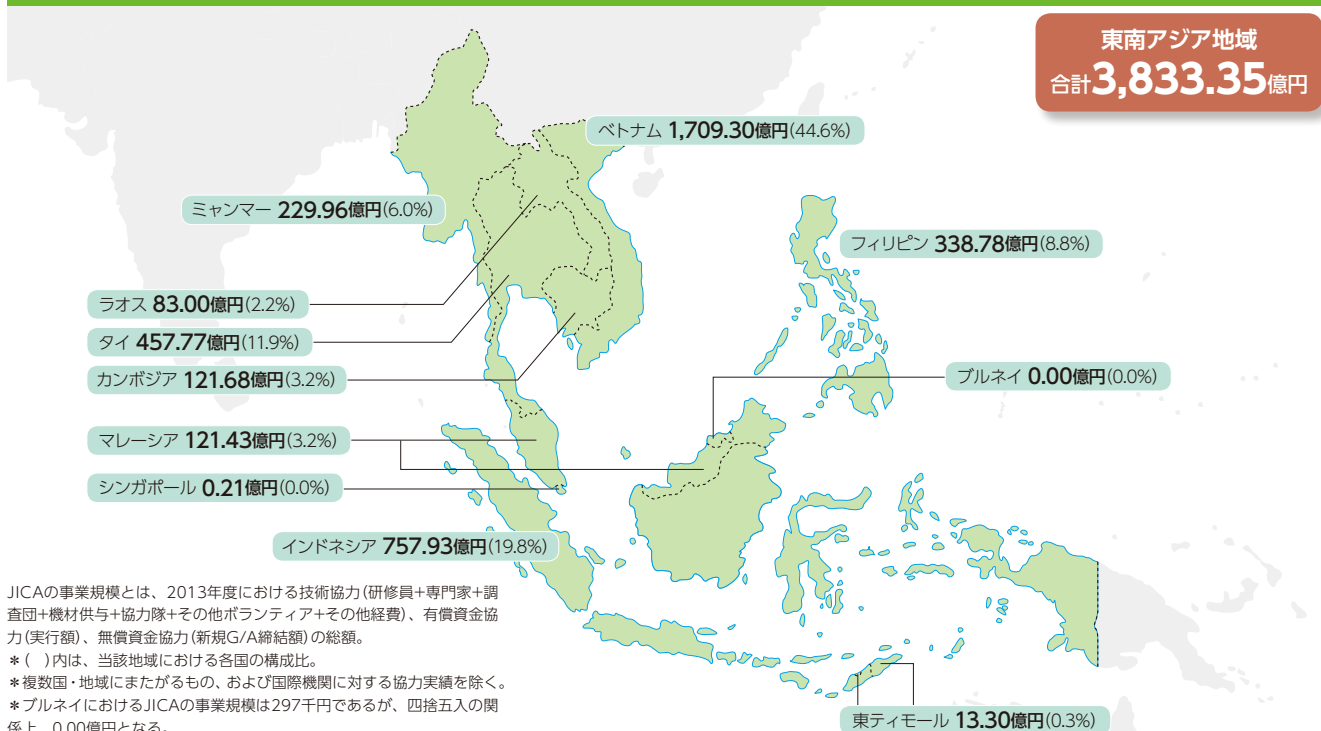 東南アジア地域
合計3,833.35億円
ベトナム 1,709.30億円(44.6%)
ミャンマー 229.96億円(6.0%)
フィリピン 338.78億円(8.8%)
ラオス 83.00億円(2.2%)
タイ 457.77億円(11.9%)
カンボジア 121.68億円(3.2%)
ブルネイ 0.00億円(0.0%)
マレーシア 121.43億円(3.2%)
シンガポール 0.21億円(0.0%)
インドネシア 757.93億円(19.8%)
JICAの事業規模とは、2013年度における技術協力(研修員+専門家+調
査団+機材供与+協力隊+その他ボランティア+その他経費)、有償資金協
力(実行額)、無償資金協力(新規G/A締結額)の総額。
＊( )内は、当該地域における各国の構成比。
＊複数国・地域にまたがるもの、および国際機関に対する協力実績を除く。
＊ブルネイにおけるJICAの事業規模は297千円であるが、四捨五入の関
係上、0.00億円となる。
東ティモール 13.30億円(0.3%)